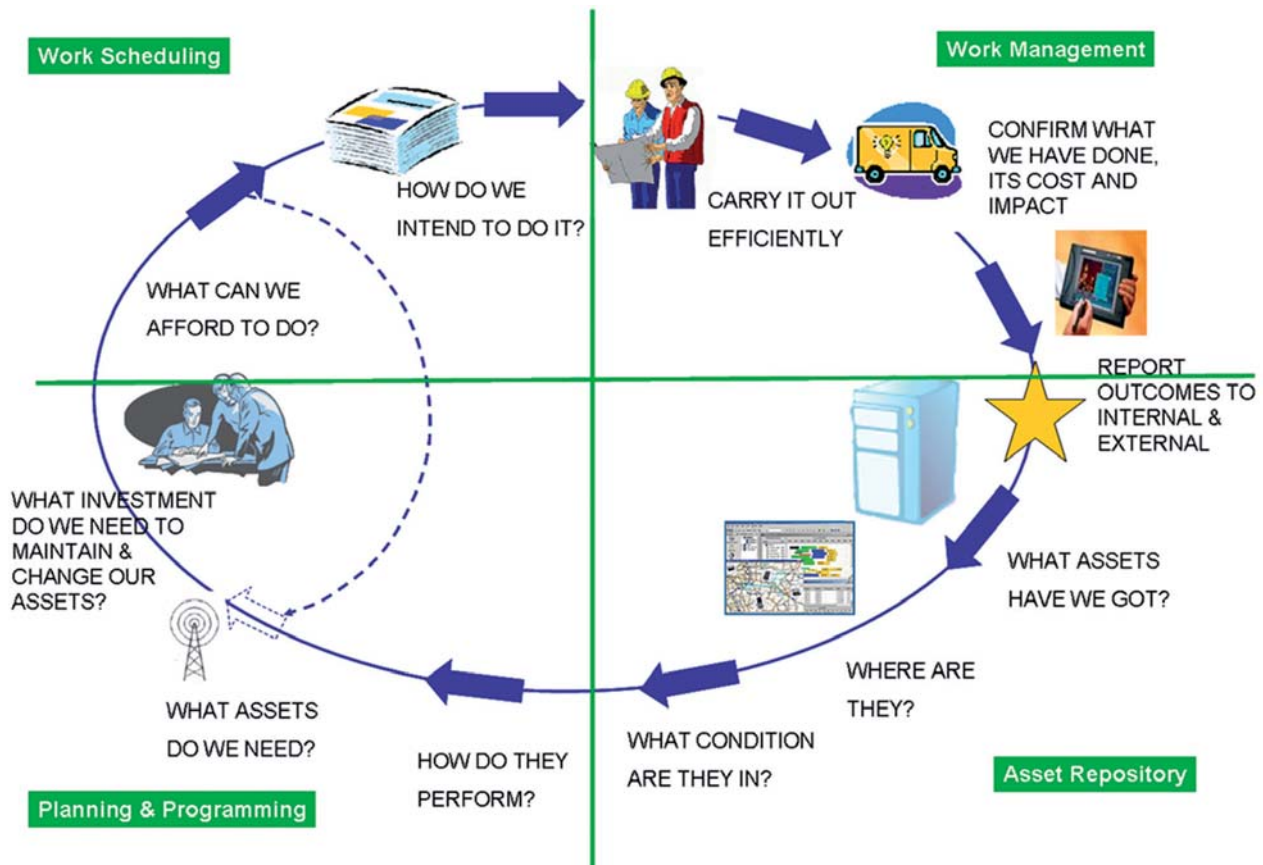 Work Scheduling
Work Management
HOW DO WE
INTEND TO DO IT?
CARRY IT OUT
EFFICIENTLY
CONFIRM WHAT
WE HAVE DONE,
ITS COST AND
IMPACT
WHAT CAN WE
AFFORD TO DO?
REPORT
OUTCOMES TO
INTERNAL &
EXTERNAL
WHAT INVESTMENT
DO WE NEED TO
MAINTAIN &
CHANGE OUR
ASSETS?
WHAT ASSETS
HAVE WE GOT?
WHERE ARE
THEY?
WHAT CONDITION
ARE THEY IN?
HOW DO THEY
PERFORM?
WHAT ASSETS
DO WE NEED?
Planning & Programming
Asset Repository